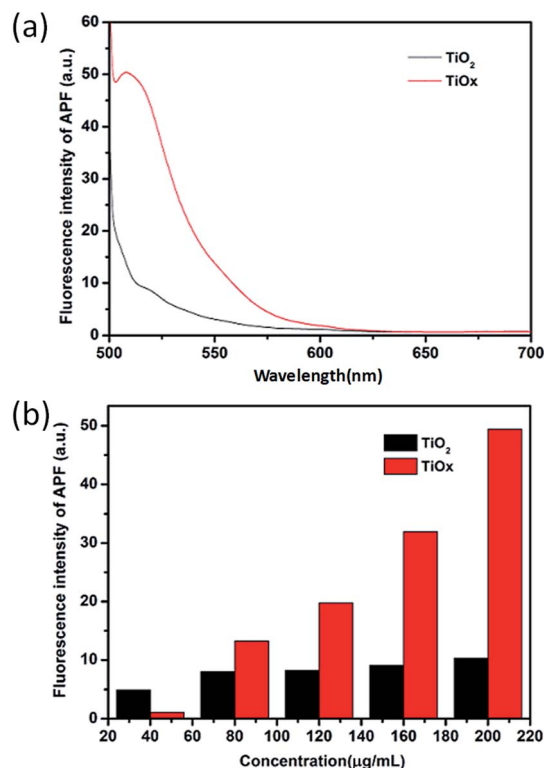 (a)
Fluorescence intensity of APF (a.u.)
60
50
40
30
20
10
0
TiO₂
TiOx
500 550 600 650 700
Wavelength(nm)
(b)
Fluorescence intensity of APF (a.u.)
50
40
30
20
10
0
TiO₂
TiOx
20 40 60 80 100 120 140 160 180 200 220
Concentration(μg/mL)